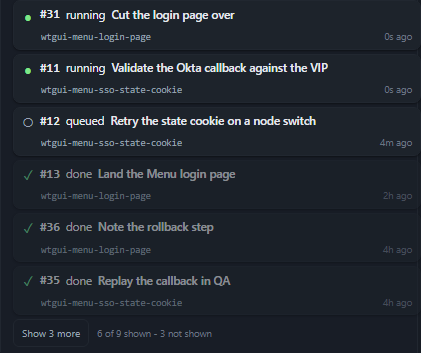 #31 running Cut the login page over
wtgui-menu-login-page 0s ago
#11 running Validate the Okta callback against the VIP
wtgui-menu-sso-state-cookie 0s ago
#12 queued Retry the state cookie on a node switch
wtgui-menu-sso-state-cookie 4m ago
✓ #13 done Land the Menu login page
wtgui-menu-login-page 2h ago
✓ #36 done Note the rollback step
wtgui-menu-login-page 4h ago
✓ #35 done Replay the callback in QA
wtgui-menu-sso-state-cookie 4h ago
Show 3 more 6 of 9 shown - 3 not shown